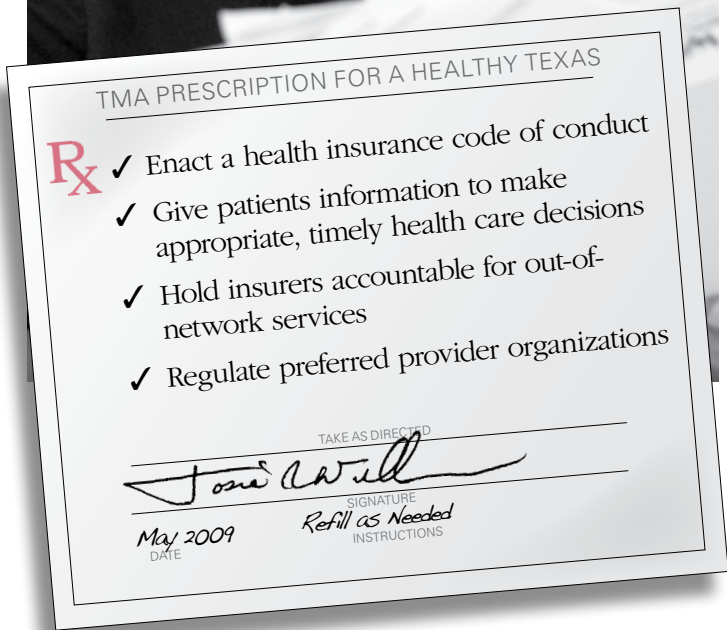 TMA PRESCRIPTION FOR A HEALTHY TEXAS
Rx
✓ Enact a health insurance code of conduct
✓ Give patients information to make
appropriate, timely health care decisions
✓ Hold insurers accountable for out-of-
network services
✓ Regulate preferred provider organizations
TAKE AS DIRECTED
SIGNATURE
May 2009
Refill as Needed
DATE
INSTRUCTIONS